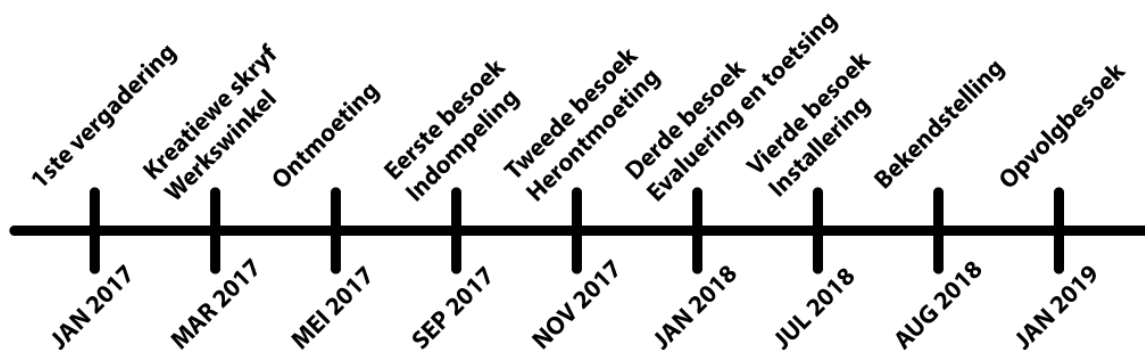 1ste vergadering
Kreatiewe skryf
Werkswinkel
Ontmoeting
Eerste besoek
Indompeling
Tweede besoek
Herontmoeting
Derde besoek
Evaluering en toetsing
Vierde besoek
Installering
Bekendstelling
Opvolgbesoek
JAN 2017
MAR 2017
MEI 2017
SEP 2017
NOV 2017
JAN 2018
JUL 2018
AUG 2018
JAN 2019